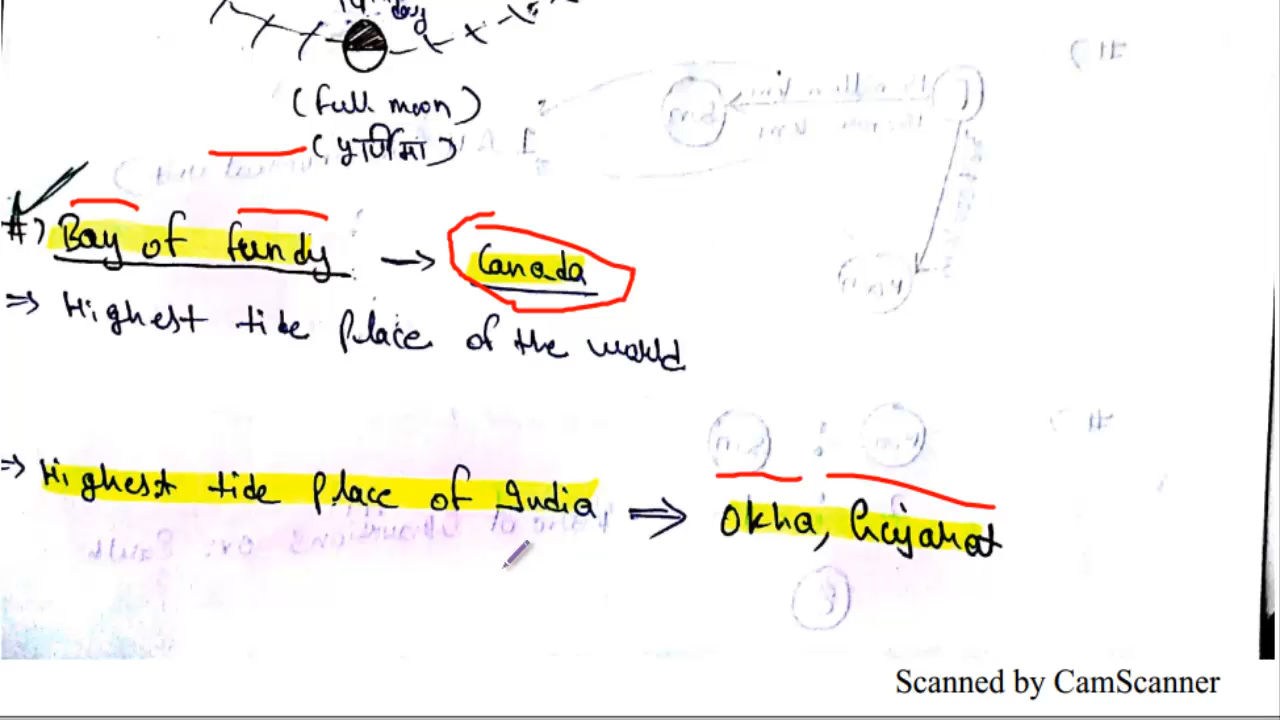 day
(full moon)
(पूर्णिमा)
#) Bay of fundy → Canada
⇒ Highest tide place of the world
⇒ Highest tide place of India ⇒ Okha, Gujarat
Scanned by CamScanner